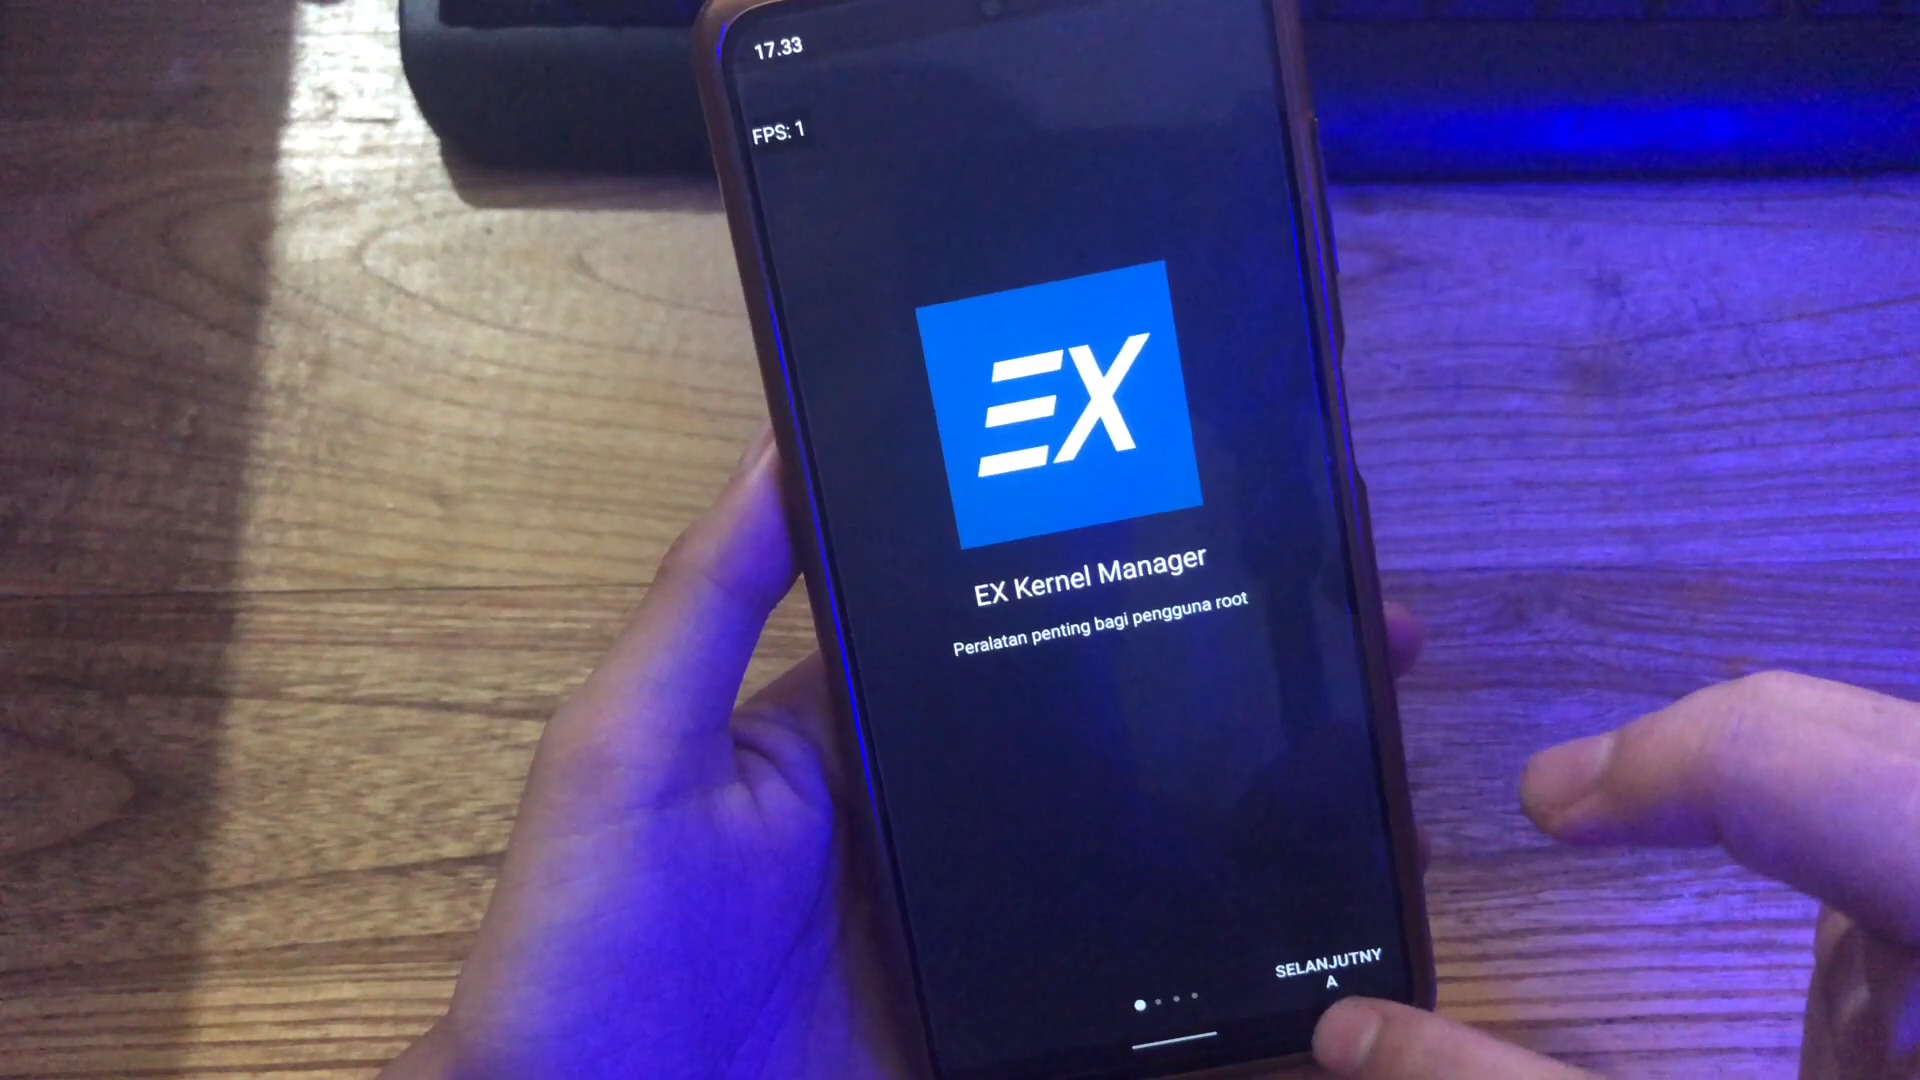 17.33
FPS: 1
EX
EX Kernel Manager
Peralatan penting bagi pengguna root
SELANJUTNY
A